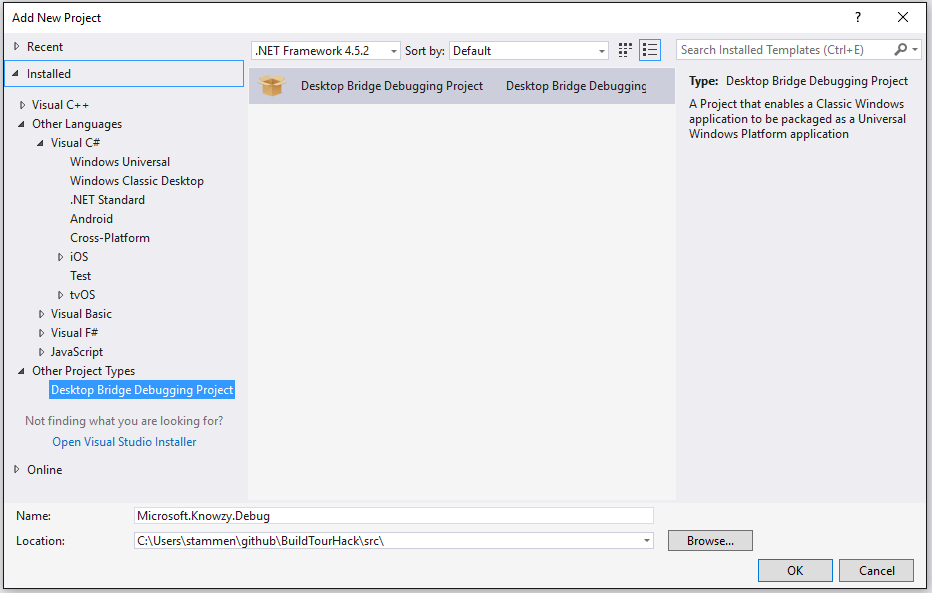 Add New Project
?
Recent
.NET Framework 4.5.2
Sort by:
Default
Search Installed Templates (Ctrl+E)
Installed
Visual C++
Other Languages
Visual C#
Windows Universal
Windows Classic Desktop
.NET Standard
Android
Cross-Platform
iOS
Test
tvOS
Visual Basic
Visual F#
JavaScript
Other Project Types
Desktop Bridge Debugging Project
Not finding what you are looking for?
Open Visual Studio Installer
Online
Desktop Bridge Debugging Project
Desktop Bridge Debugging
Type: Desktop Bridge Debugging Project
A Project that enables a Classic Windows
application to be packaged as a Universal
Windows Platform application
Name:
Microsoft.Knowzy.Debug
Location:
C:\Users\stammen\github\BuildTourHack\src\
Browse...
OK
Cancel